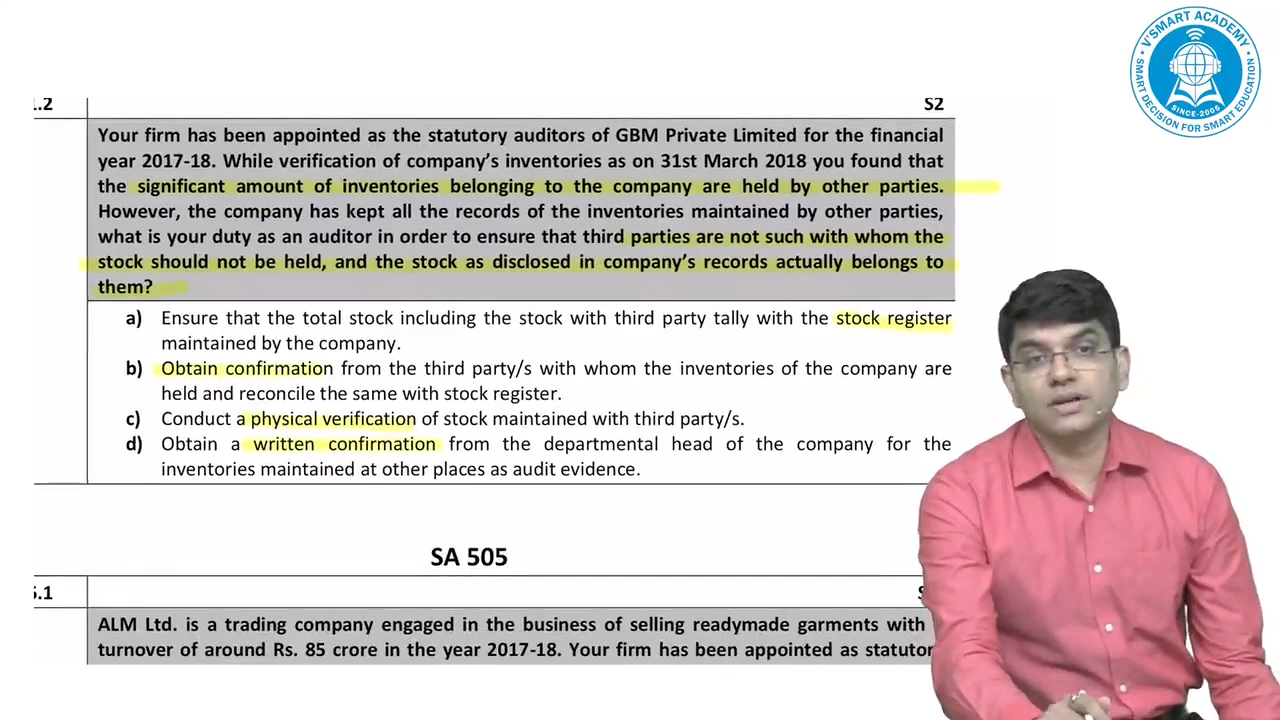 V'SMART ACADEMY
SMART DECISION FOR SMART EDUCATION
SINCE-2005
.2 S2
Your firm has been appointed as the statutory auditors of GBM Private Limited for the financial
year 2017-18. While verification of company's inventories as on 31st March 2018 you found that
the significant amount of inventories belonging to the company are held by other parties.
However, the company has kept all the records of the inventories maintained by other parties,
what is your duty as an auditor in order to ensure that third parties are not such with whom the
stock should not be held, and the stock as disclosed in company's records actually belongs to
them?
a) Ensure that the total stock including the stock with third party tally with the stock register
maintained by the company.
b) Obtain confirmation from the third party/s with whom the inventories of the company are
held and reconcile the same with stock register.
c) Conduct a physical verification of stock maintained with third party/s.
d) Obtain a written confirmation from the departmental head of the company for the
inventories maintained at other places as audit evidence.
SA 505
.1 S
ALM Ltd. is a trading company engaged in the business of selling readymade garments with
turnover of around Rs. 85 crore in the year 2017-18. Your firm has been appointed as statutor